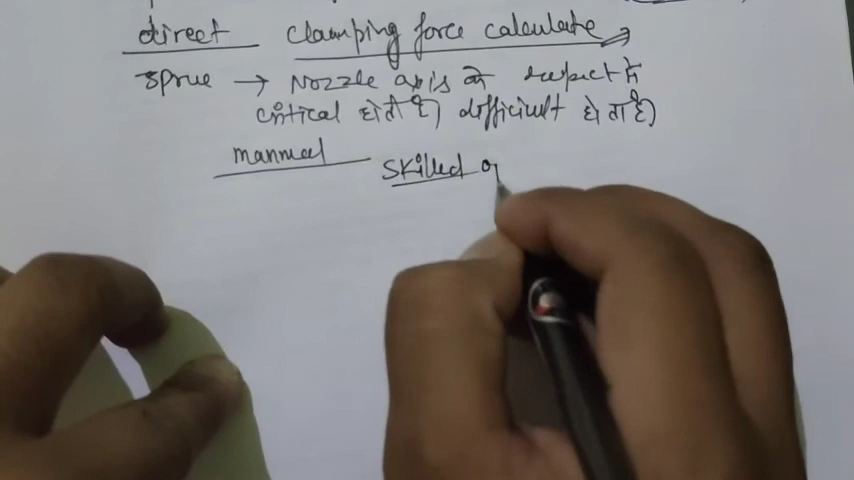 direct clamping force calculate
sprue → Nozzle axis के respect में
critical होती है, difficult होता है)
manual skilled o